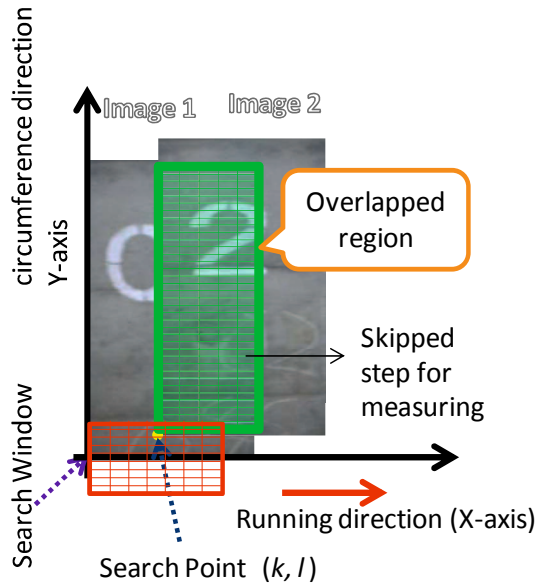 Image 1
Image 2
circumference direction
Y-axis
02
Overlapped
region
Skipped
step for
measuring
Search Window
Running direction (X-axis)
Search Point (k, l)